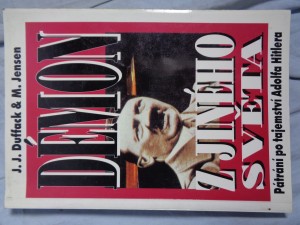 J. J. Duffack & M. Jensen
DÉMON
Z JINÉHO
SVĚTA
Pátrání po tajemství Adolfa Hitlera